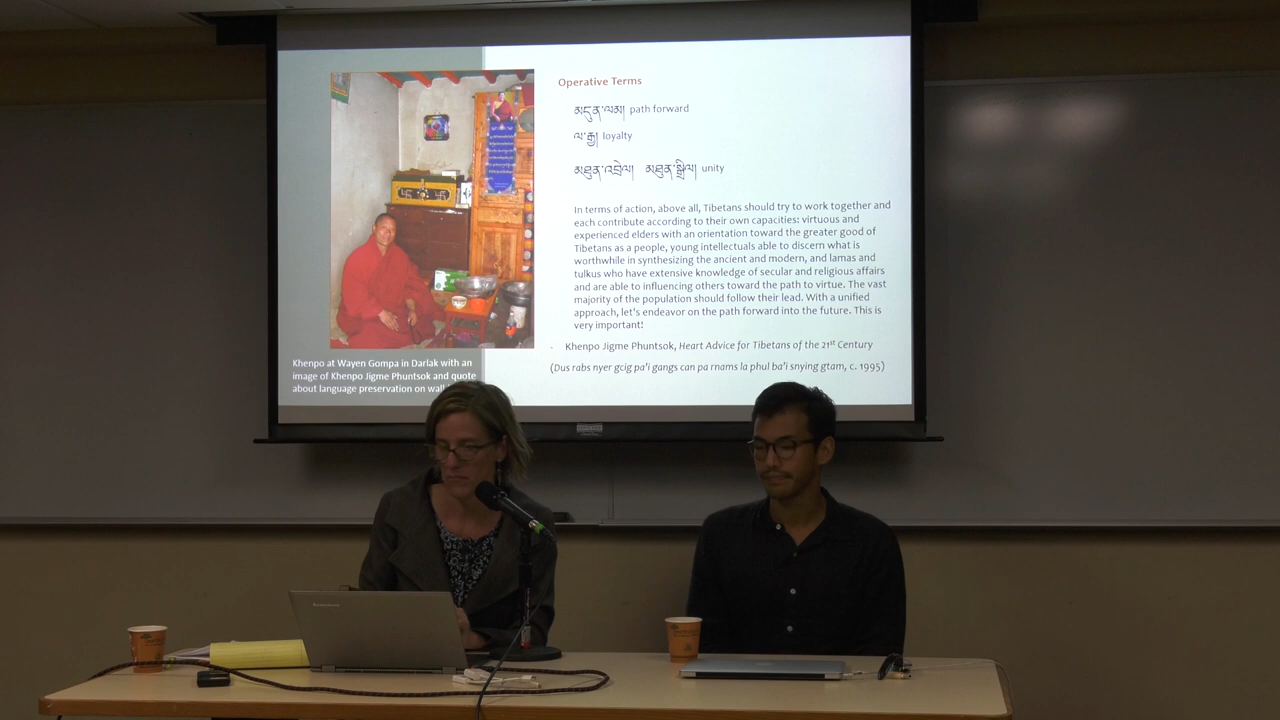 Operative Terms
མདུན་ལམ། path forward
ལ་རྒྱ། loyalty
མཐུན་འབྲེལ། མཐུན་སྒྲིལ། unity
In terms of action, above all, Tibetans should try to work together and
each contribute according to their own capacities: virtuous and
experienced elders with an orientation toward the greater good of
Tibetans as a people, young intellectuals able to discern what is
worthwhile in synthesizing the ancient and modern, and lamas and
tulkus who have extensive knowledge of secular and religious affairs
and are able to influencing others toward the path to virtue. The vast
majority of the population should follow their lead. With a unified
approach, let's endeavor on the path forward into the future. This is
very important!
Khenpo Jigme Phuntsok, Heart Advice for Tibetans of the 21st Century
(Dus rabs nyer gcig pa'i gangs can pa rnams la phul ba'i snying gtam, c. 1995)
Khenpo at Wayen Gompa in Darlak with an
image of Khenpo Jigme Phuntsok and quote
about language preservation on wall